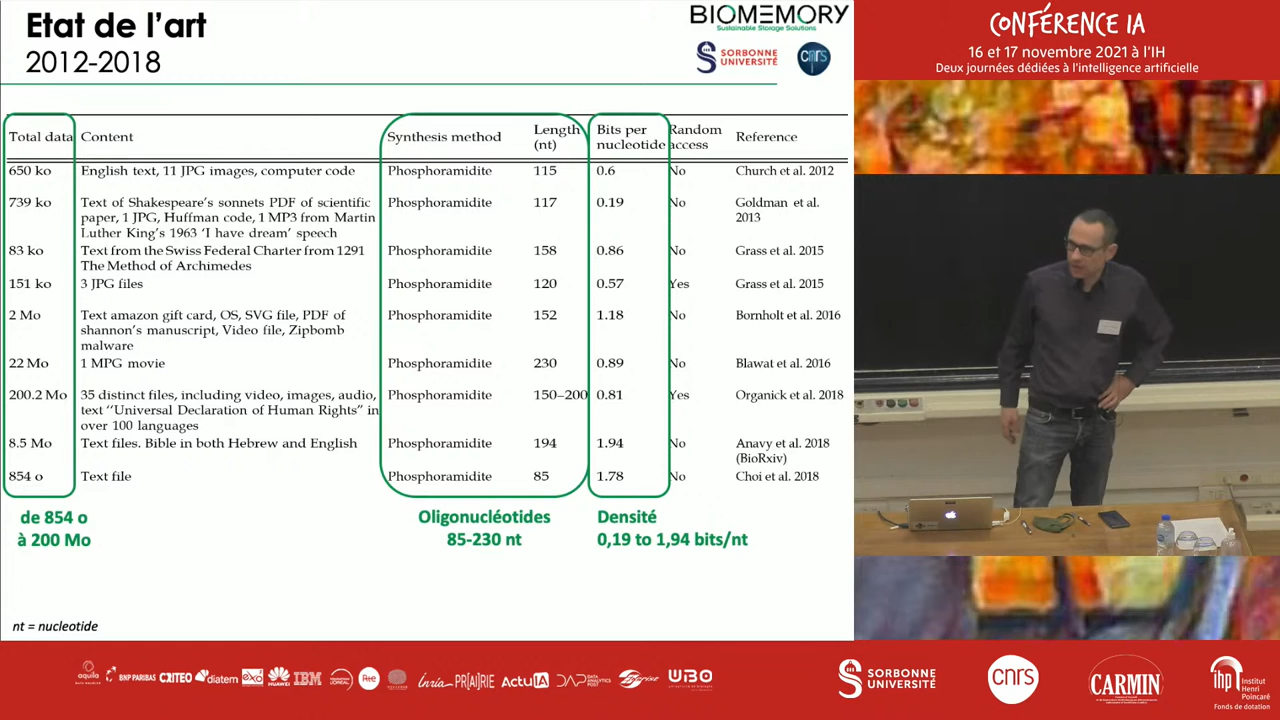 Etat de l'art
2012-2018
BIOMEMORY
Sustainable Storage Solutions
SORBONNE
UNIVERSITÉ
cnrs
Total data Content Synthesis method Length (nt) Bits per nucleotide Random access Reference
650 ko English text, 11 JPG images, computer code Phosphoramidite 115 0.6 No Church et al. 2012
739 ko Text of Shakespeare's sonnets PDF of scientific Phosphoramidite 117 0.19 No Goldman et al.
paper, 1 JPG, Huffman code, 1 MP3 from Martin 2013
Luther King's 1963 'I have dream' speech
83 ko Text from the Swiss Federal Charter from 1291 Phosphoramidite 158 0.86 No Grass et al. 2015
The Method of Archimedes
151 ko 3 JPG files Phosphoramidite 120 0.57 Yes Grass et al. 2015
2 Mo Text amazon gift card, OS, SVG file, PDF of Phosphoramidite 152 1.18 No Bornholt et al. 2016
shannon's manuscript, Video file, Zipbomb
malware
22 Mo 1 MPG movie Phosphoramidite 230 0.89 No Blawat et al. 2016
200.2 Mo 35 distinct files, including video, images, audio, Phosphoramidite 150–200 0.81 Yes Organick et al. 2018
text ''Universal Declaration of Human Rights" in
over 100 languages
8.5 Mo Text files. Bible in both Hebrew and English Phosphoramidite 194 1.94 No Anavy et al. 2018
(BioRxiv)
854 o Text file Phosphoramidite 85 1.78 No Choi et al. 2018
de 854 o
à 200 Mo
Oligonucléotides
85-230 nt
Densité
0,19 to 1,94 bits/nt
nt = nucleotide
CONFÉRENCE IA
16 et 17 novembre 2021 à l'IH
Deux journées dédiées à l'intelligence artificielle
aquila
BNP PARIBAS
CRITEO
diatem
exo
HUAWEI
IBM
L'ORÉAL
Rte
Inria
PR[AI]RIE
ActuIA
DAP DATA ANALYTICS POST
WIBO
SORBONNE
UNIVERSITÉ
cnrs
CARMIN
ihp
Institut
Henri
Poincaré
Fonds de dotation